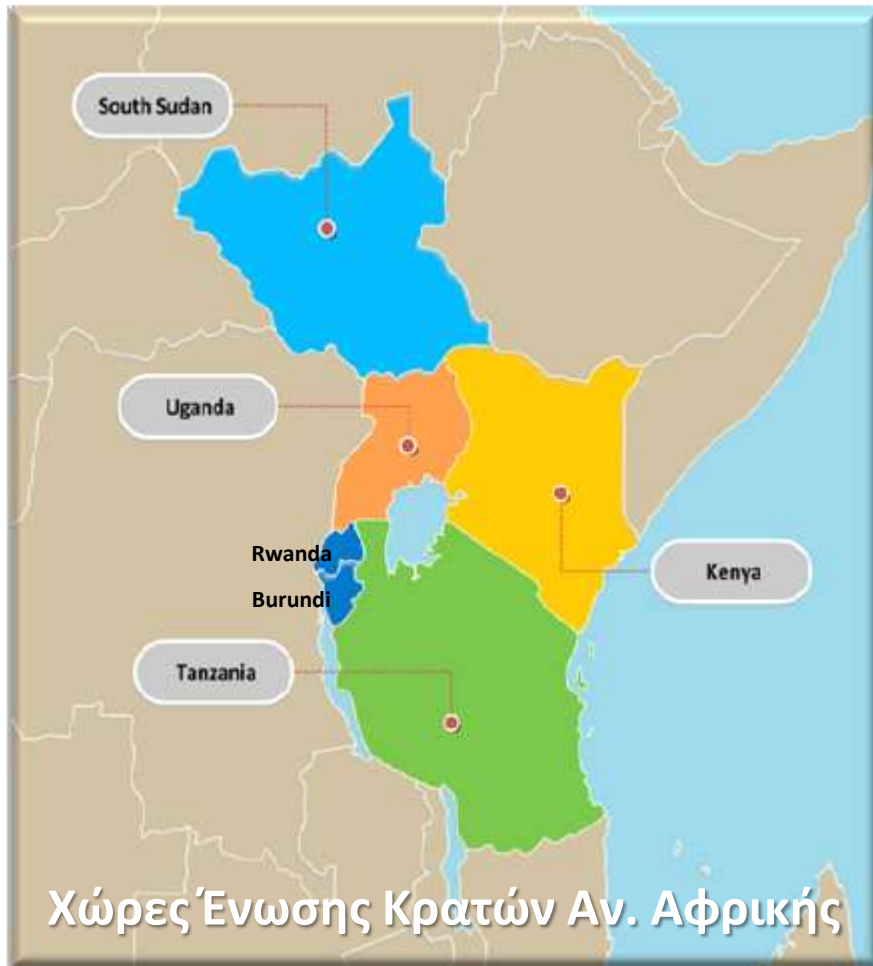 South Sudan
Uganda
Rwanda
Kenya
Burundi
Tanzania
Χώρες Ένωσης Κρατών Αν. Αφρικής